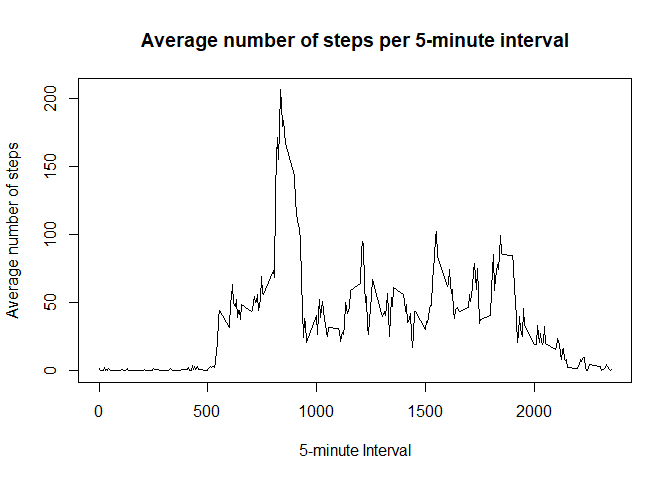 Average number of steps per 5-minute interval
Average number of steps
200
150
100
50
0
0 500 1000 1500 2000
5-minute Interval